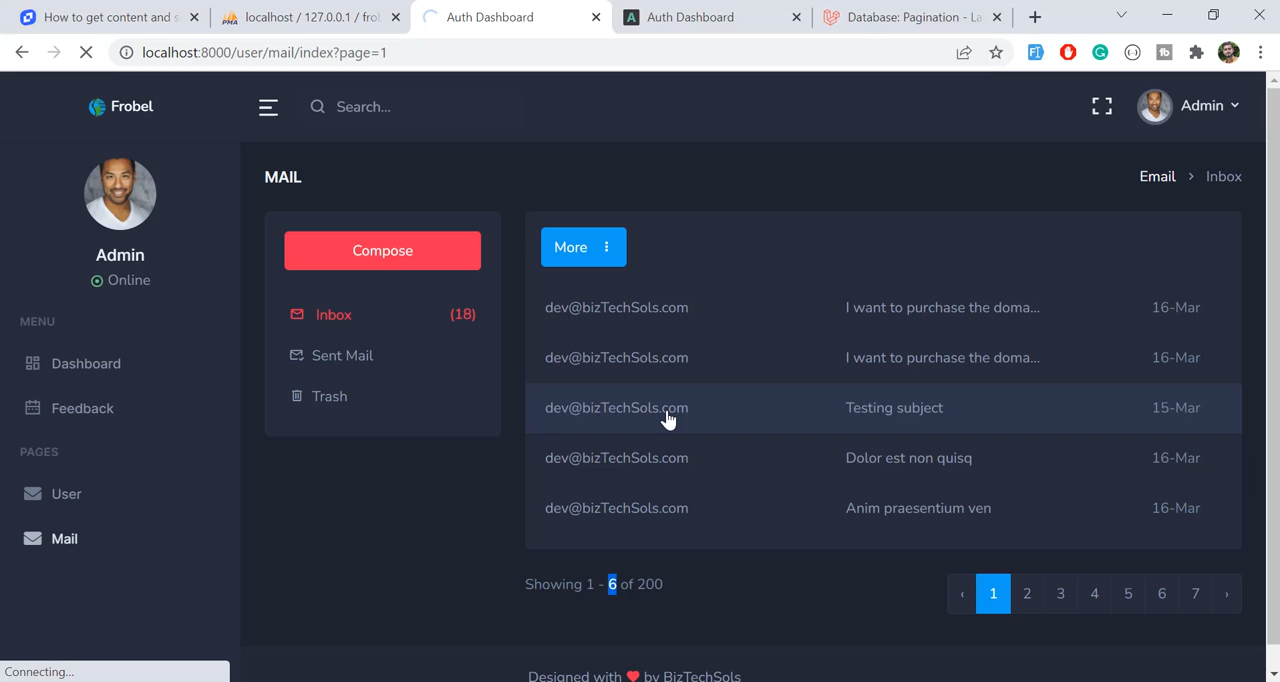 How to get content and s
localhost / 127.0.0.1 / frob
Auth Dashboard
Auth Dashboard
Database: Pagination - La
localhost:8000/user/mail/index?page=1
Frobel
Search...
Admin
Admin
Online
MENU
Dashboard
Feedback
PAGES
User
Mail
MAIL
Email > Inbox
Compose
Inbox (18)
Sent Mail
Trash
More
dev@bizTechSols.com I want to purchase the doma... 16-Mar
dev@bizTechSols.com I want to purchase the doma... 16-Mar
dev@bizTechSols.com Testing subject 15-Mar
dev@bizTechSols.com Dolor est non quisq 16-Mar
dev@bizTechSols.com Anim praesentium ven 16-Mar
Showing 1 - 6 of 200
‹ 1 2 3 4 5 6 7 ›
Designed with ❤ by BizTechSols
Connecting...